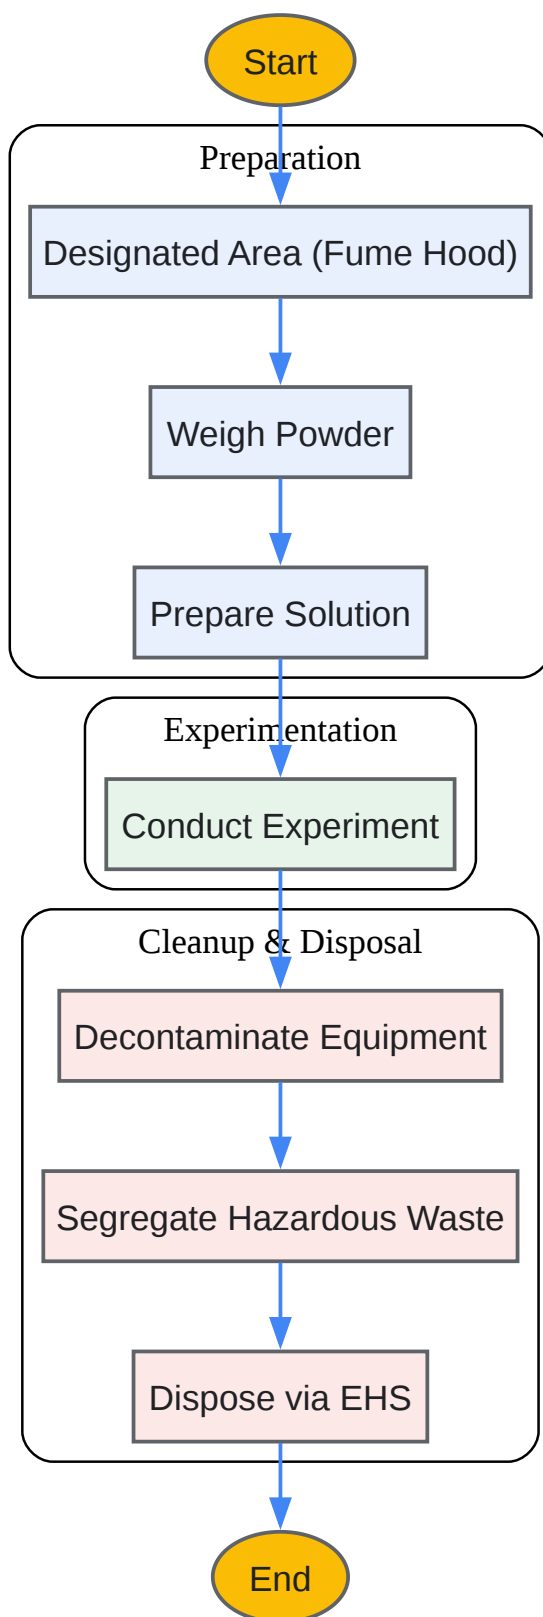 Start
Preparation
Designated Area (Fume Hood)
Weigh Powder
Prepare Solution
Experimentation
Conduct Experiment
Cleanup & Disposal
Decontaminate Equipment
Segregate Hazardous Waste
Dispose via EHS
End